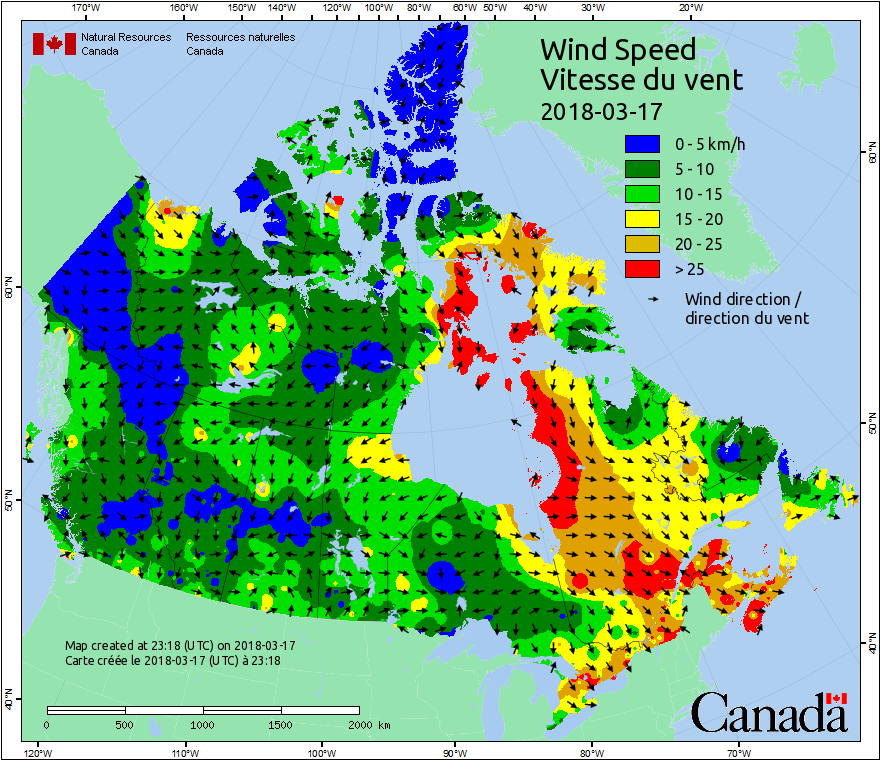 170°W 160°W 150°W 140°W 120°W 100°W 80°W 60°W 50°W 40°W 30°W 20°W
Natural Resources Canada
Ressources naturelles Canada
Wind Speed
Vitesse du vent
2018-03-17
0 - 5 km/h
5 - 10
10 - 15
15 - 20
20 - 25
> 25
Wind direction /
direction du vent
60°N
50°N
40°N
60°N
50°N
40°N
Map created at 23:18 (UTC) on 2018-03-17
Carte créée le 2018-03-17 (UTC) à 23:18
0 500 1000 1500 2000 km
Canada
120°W 110°W 100°W 90°W 80°W 70°W